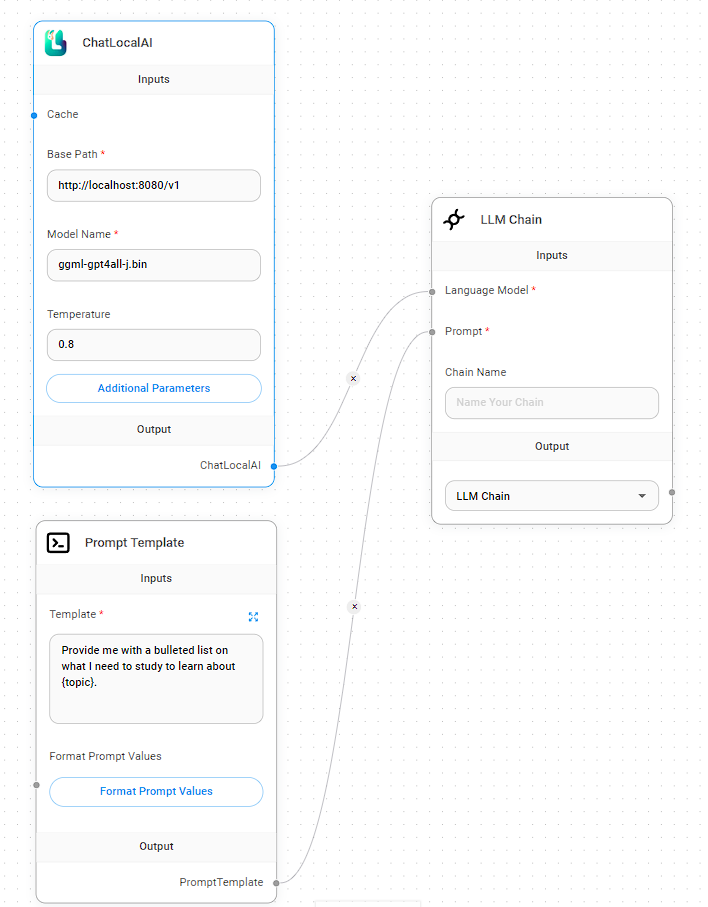 ChatLocalAI
Inputs
Cache
Base Path *
http://localhost:8080/v1
Model Name *
ggml-gpt4all-j.bin
Temperature
0.8
Additional Parameters
Output
ChatLocalAI
LLM Chain
Inputs
Language Model *
Prompt *
Chain Name
Name Your Chain
Output
LLM Chain
Prompt Template
Inputs
Template *
Provide me with a bulleted list on
what I need to study to learn about
{topic}.
Format Prompt Values
Format Prompt Values
Output
PromptTemplate